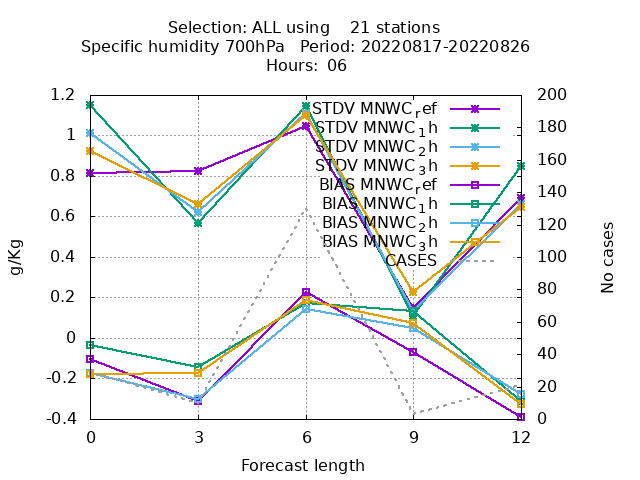 Selection: ALL using    21 stations
Specific humidity 700hPa   Period: 20220817-20220826
Hours: 06
1.2
1
0.8
0.6
0.4
0.2
0
-0.2
-0.4
g/Kg
STDV MNWC_ref
STDV MNWC_1h
STDV MNWC_2h
STDV MNWC_3h
BIAS MNWC_ref
BIAS MNWC_1h
BIAS MNWC_2h
BIAS MNWC_3h
CASES
200
180
160
140
120
100
80
60
40
20
0
No cases
0 3 6 9 12
Forecast length